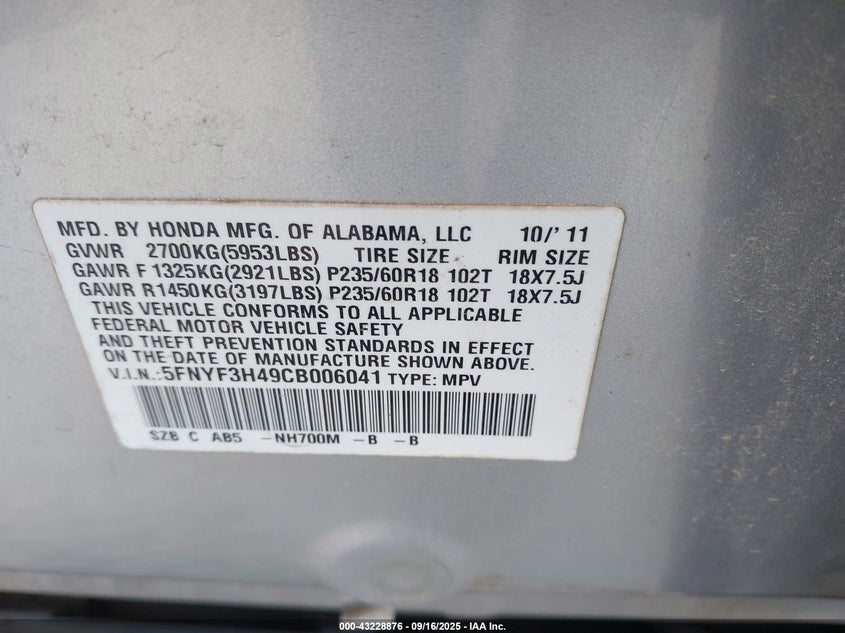 MFD. BY HONDA MFG. OF ALABAMA, LLC 10/' 11
GVWR 2700KG(5953LBS) TIRE SIZE RIM SIZE
GAWR F 1325KG(2921LBS) P235/60R18 102T 18X7.5J
GAWR R1450KG(3197LBS) P235/60R18 102T 18X7.5J
THIS VEHICLE CONFORMS TO ALL APPLICABLE
FEDERAL MOTOR VEHICLE SAFETY
AND THEFT PREVENTION STANDARDS IN EFFECT
ON THE DATE OF MANUFACTURE SHOWN ABOVE.
V.I.N.:5FNYF3H49CB006041 TYPE: MPV
SZB C AB5 -NH700M -B -B
000-43228876 - 09/16/2025 - IAA Inc.